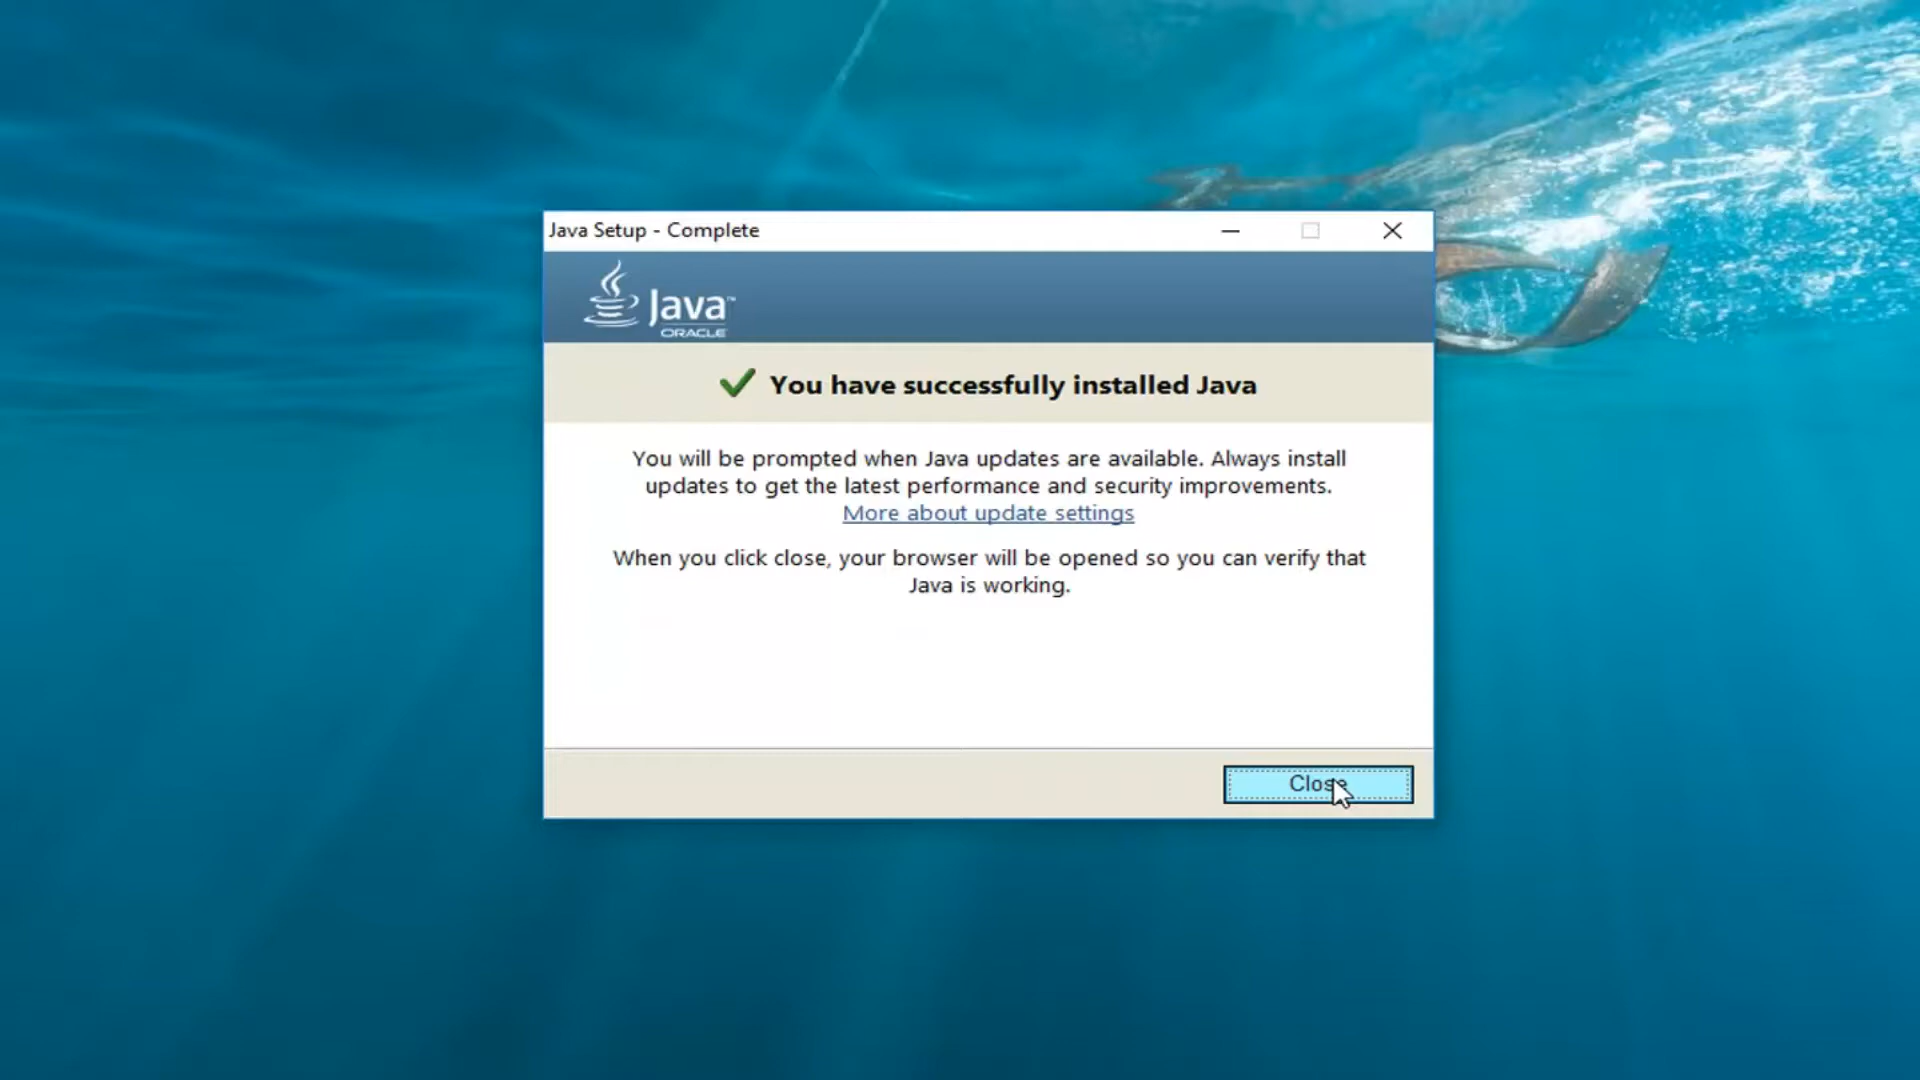 Java Setup - Complete
Java™
ORACLE
You have successfully installed Java
You will be prompted when Java updates are available. Always install
updates to get the latest performance and security improvements.
More about update settings
When you click close, your browser will be opened so you can verify that
Java is working.
Close